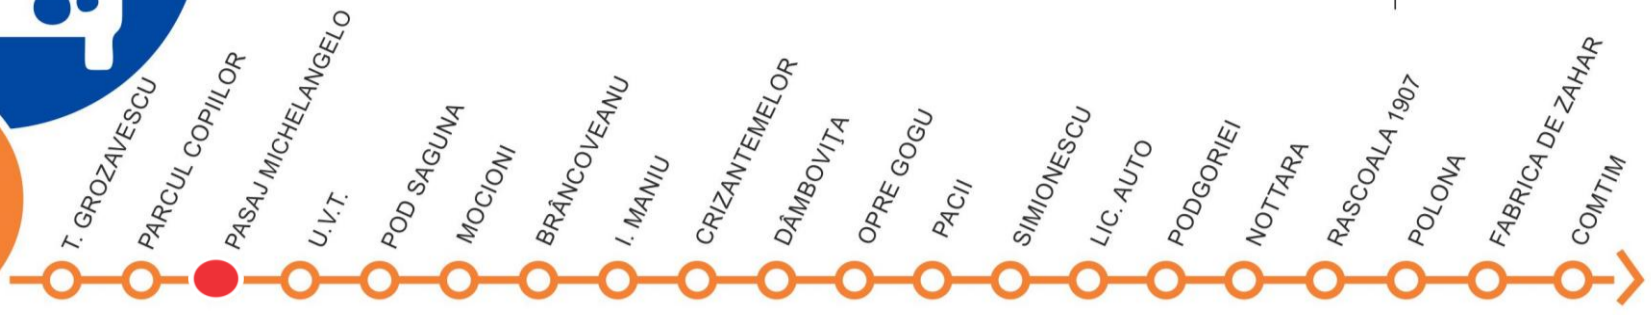 T. GROZAVESCU
PARCUL COPIILOR
PASAJ MICHELANGELO
U.V.T.
POD SAGUNA
MOCIONI
BRÂNCOVEANU
I. MANIU
CRIZANTEMELOR
DÂMBOVIŢA
OPRE GOGU
PACII
SIMIONESCU
LIC. AUTO
PODGORIEI
NOTTARA
RASCOALA 1907
POLONA
FABRICA DE ZAHAR
COMTIM